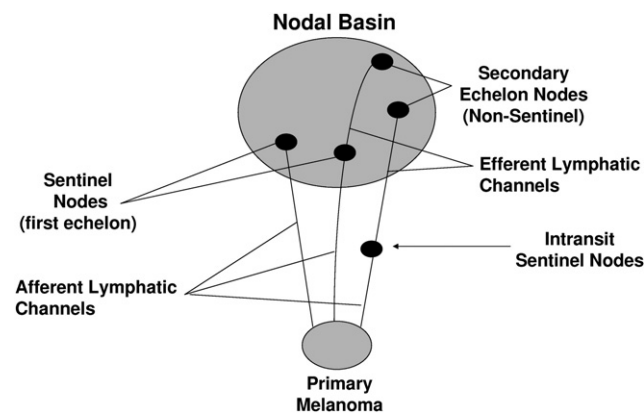 Nodal Basin
Secondary
Echelon Nodes
(Non-Sentinel)
Efferent Lymphatic
Channels
Sentinel
Nodes
(first echelon)
Intransit
Sentinel Nodes
Afferent Lymphatic
Channels
Primary
Melanoma